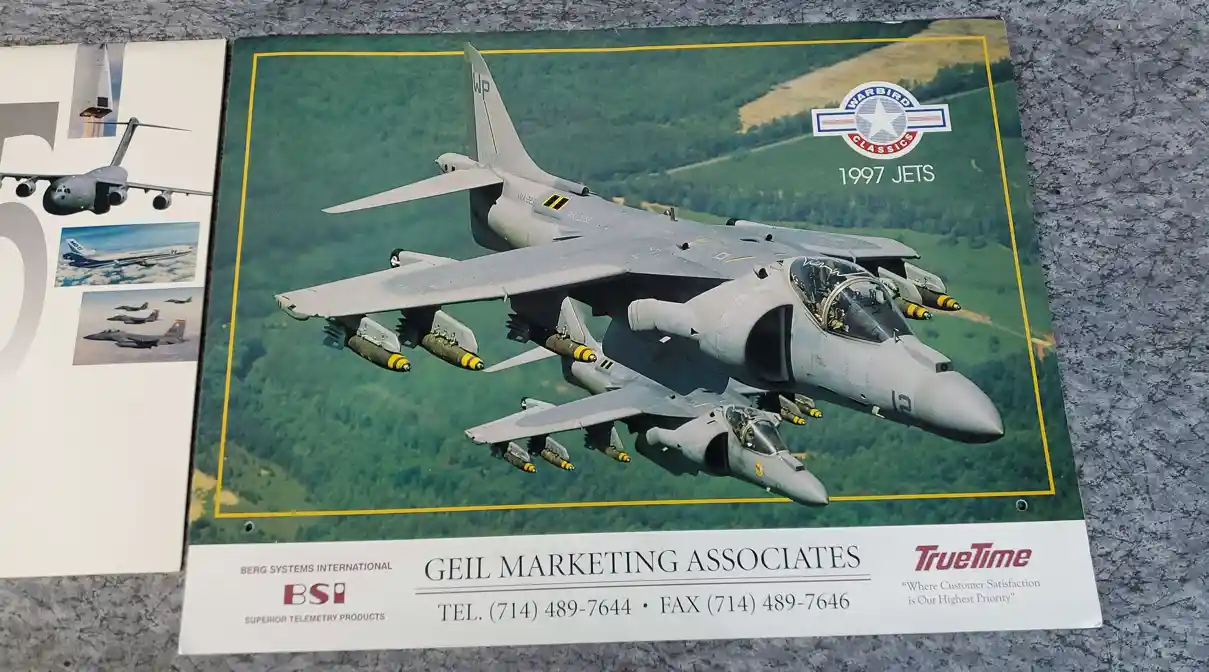 WP
WARBIRD
CLASSICS
1997 JETS
12
BERG SYSTEMS INTERNATIONAL
BSI
SUPERIOR TELEMETRY PRODUCTS
GEIL MARKETING ASSOCIATES
TEL. (714) 489-7644 • FAX (714) 489-7646
TrueTime
"Where Customer Satisfaction
is Our Highest Priority"